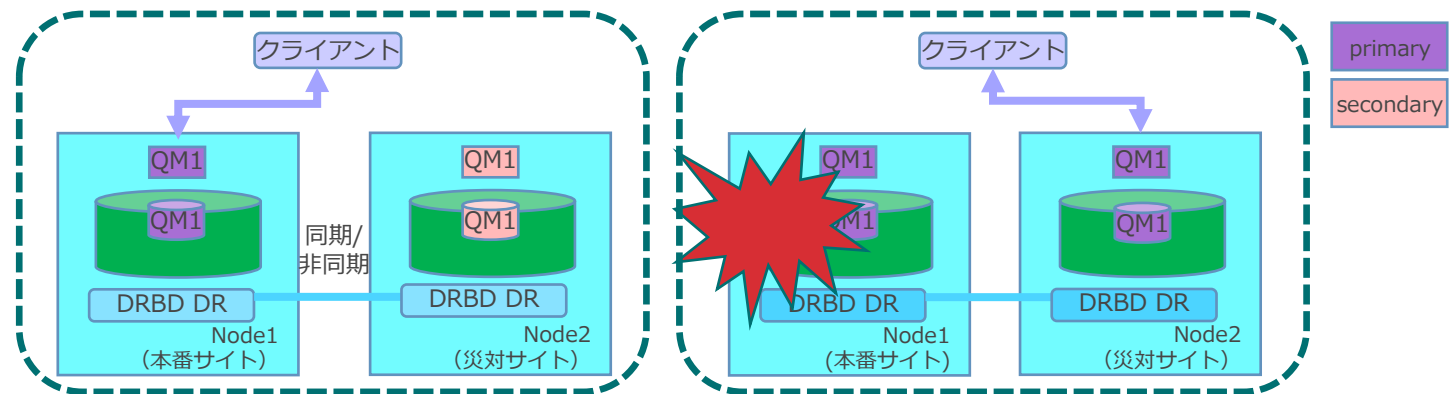 クライアント
QM1
QM1
QM1
QM1
同期/
非同期
DRBD DR
DRBD DR
Node1
（本番サイト）
Node2
（災対サイト）
クライアント
QM1
QM1
QM1
QM1
DRBD DR
DRBD DR
Node1
（本番サイト)
Node2
（災対サイト）
primary
secondary